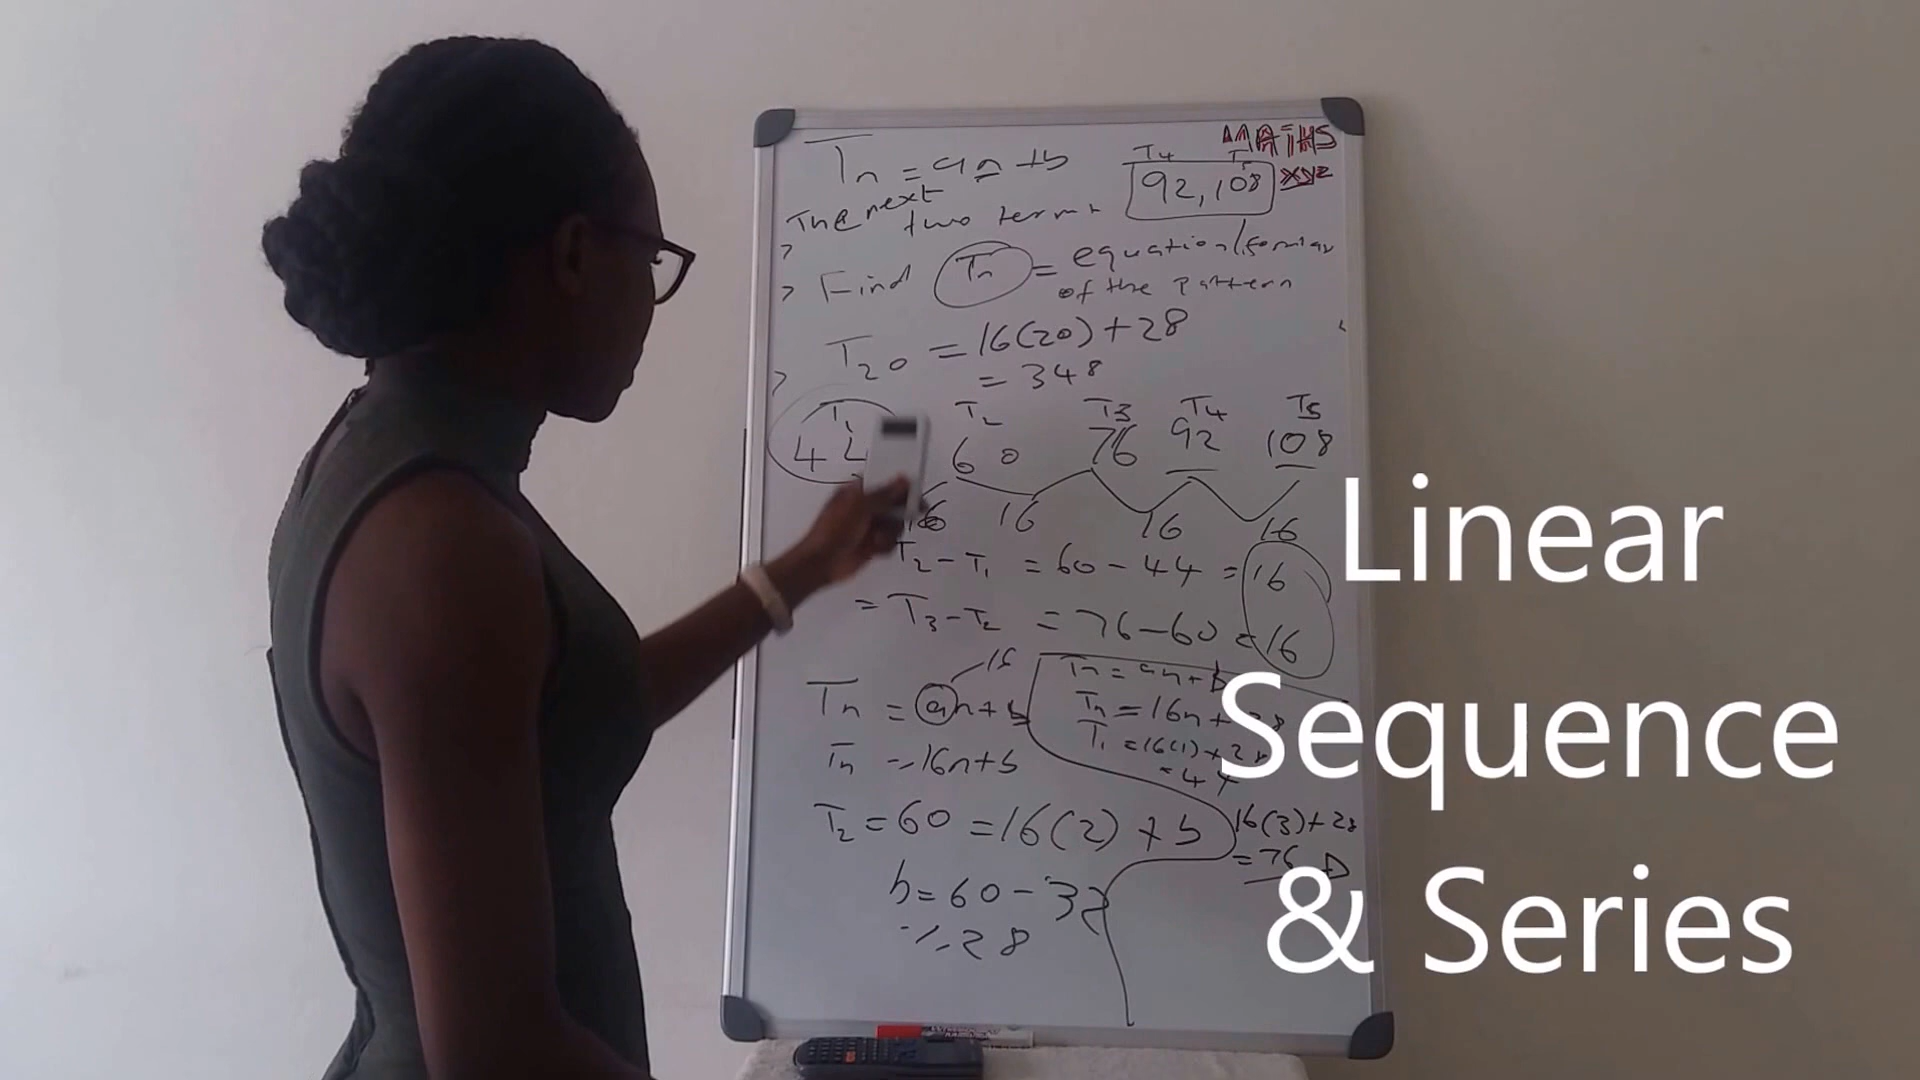 MATHS
xyz
Tn = an + b
T4 T5
92, 108
The next two terms
> Find Tn = equation/formular
of the pattern
> T20 = 16(20) + 28
= 348
T1 T2 T3 T4 T5
44 60 76 92 108
16 16 16 16
T2 - T1 = 60 - 44 = 16
= T3 - T2 = 76 - 60 = 16
16
Tn = an + b
Tn = 16n + b
Tn = an + b
Tn = 16n + 28
T1 = 16(1) + 28
= 44
T2 = 60 = 16(2) + b
b = 60 - 32
= 28
16(3) + 28
= 76
Linear
Sequence
& Series